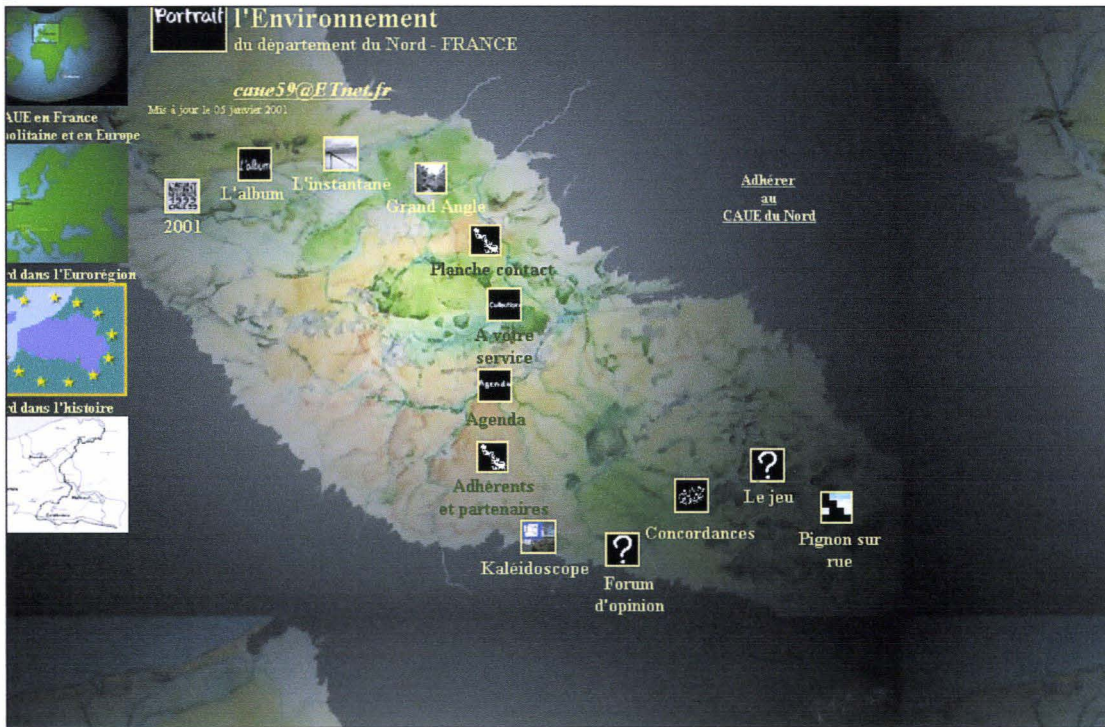 Portrait
l'Environnement
du département du Nord - FRANCE
caue59@ETnet.fr
Mis à jour le 05 janvier 2001
AUE en France
politaine et en Europe
rd dans l'Eurorégion
rd dans l'histoire
2001
L'album
L'album
L'instantané
Grand Angle
Planche contact
A votre
service
Agenda
Agenda
Adhérents
et partenaires
Kaléidoscope
?
Forum
d'opinion
Concordances
?
Le jeu
Pignon sur
rue
Adhérer
au
CAUE du Nord